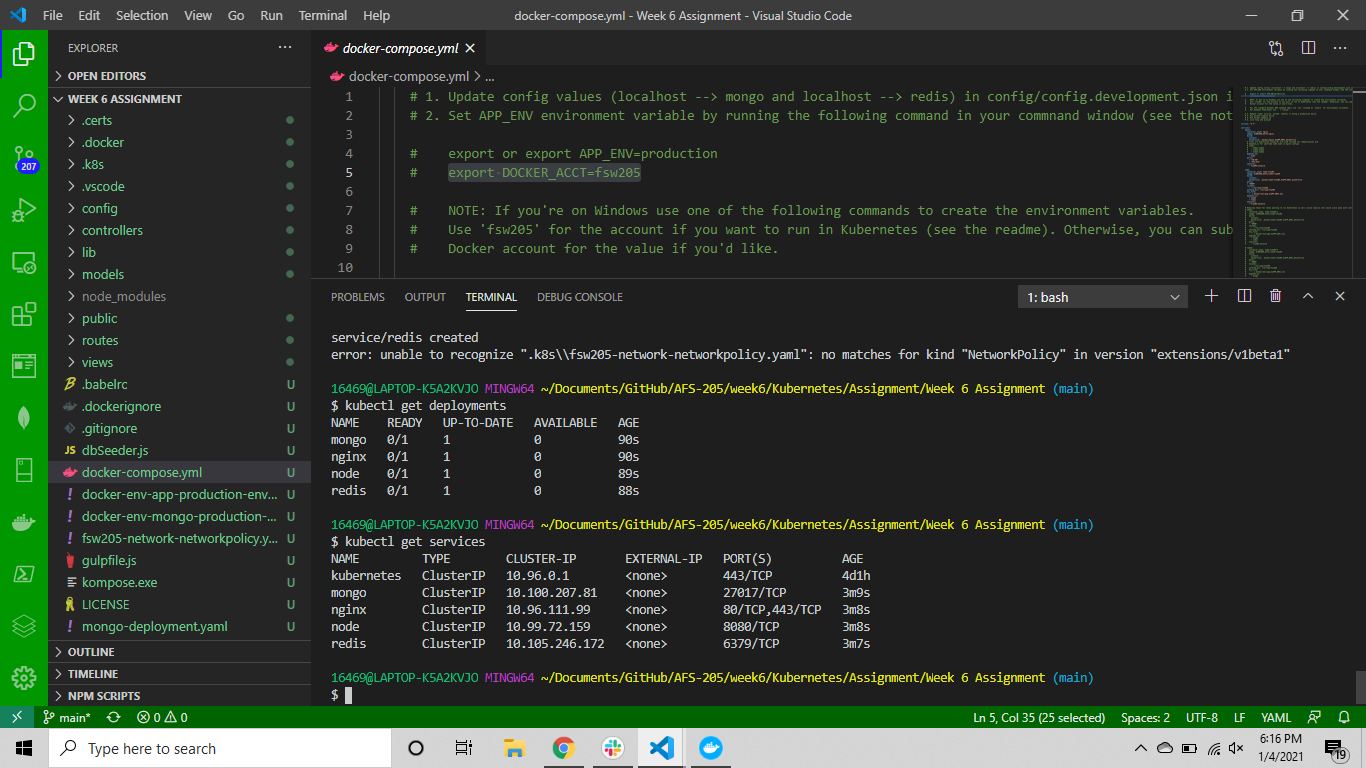 File Edit Selection View Go Run Terminal Help
docker-compose.yml - Week 6 Assignment - Visual Studio Code
EXPLORER
OPEN EDITORS
WEEK 6 ASSIGNMENT
.certs
.docker
.k8s
.vscode
config
controllers
lib
models
node_modules
public
routes
views
.babelrc U
.dockerignore U
.gitignore U
dbSeeder.js U
docker-compose.yml U
docker-env-app-production-env... U
docker-env-mongo-production-... U
fsw205-network-networkpolicy.y... U
gulpfile.js U
kompose.exe U
LICENSE U
mongo-deployment.yaml U
OUTLINE
TIMELINE
NPM SCRIPTS
207
docker-compose.yml
docker-compose.yml > ...
1 # 1. Update config values (localhost --> mongo and localhost --> redis) in config/config.development.json i
2 # 2. Set APP_ENV environment variable by running the following command in your commnand window (see the not
3
4 # export or export APP_ENV=production
5 # export·DOCKER_ACCT=fsw205
6
7 # NOTE: If you're on Windows use one of the following commands to create the environment variables.
8 # Use 'fsw205' for the account if you want to run in Kubernetes (see the readme). Otherwise, you can sub
9 # Docker account for the value if you'd like.
10
PROBLEMS OUTPUT TERMINAL DEBUG CONSOLE
1: bash
service/redis created
error: unable to recognize ".k8s\\fsw205-network-networkpolicy.yaml": no matches for kind "NetworkPolicy" in version "extensions/v1beta1"
16469@LAPTOP-K5A2KVJO MINGW64 ~/Documents/GitHub/AFS-205/week6/Kubernetes/Assignment/Week 6 Assignment (main)
$ kubectl get deployments
NAME READY UP-TO-DATE AVAILABLE AGE
mongo 0/1 1 0 90s
nginx 0/1 1 0 90s
node 0/1 1 0 89s
redis 0/1 1 0 88s
16469@LAPTOP-K5A2KVJO MINGW64 ~/Documents/GitHub/AFS-205/week6/Kubernetes/Assignment/Week 6 Assignment (main)
$ kubectl get services
NAME TYPE CLUSTER-IP EXTERNAL-IP PORT(S) AGE
kubernetes ClusterIP 10.96.0.1 <none> 443/TCP 4d1h
mongo ClusterIP 10.100.207.81 <none> 27017/TCP 3m9s
nginx ClusterIP 10.96.111.99 <none> 80/TCP,443/TCP 3m8s
node ClusterIP 10.99.72.159 <none> 8080/TCP 3m8s
redis ClusterIP 10.105.246.172 <none> 6379/TCP 3m7s
16469@LAPTOP-K5A2KVJO MINGW64 ~/Documents/GitHub/AFS-205/week6/Kubernetes/Assignment/Week 6 Assignment (main)
$
main* 0 0
Ln 5, Col 35 (25 selected) Spaces: 2 UTF-8 LF YAML
Type here to search
6:16 PM
1/4/2021
19